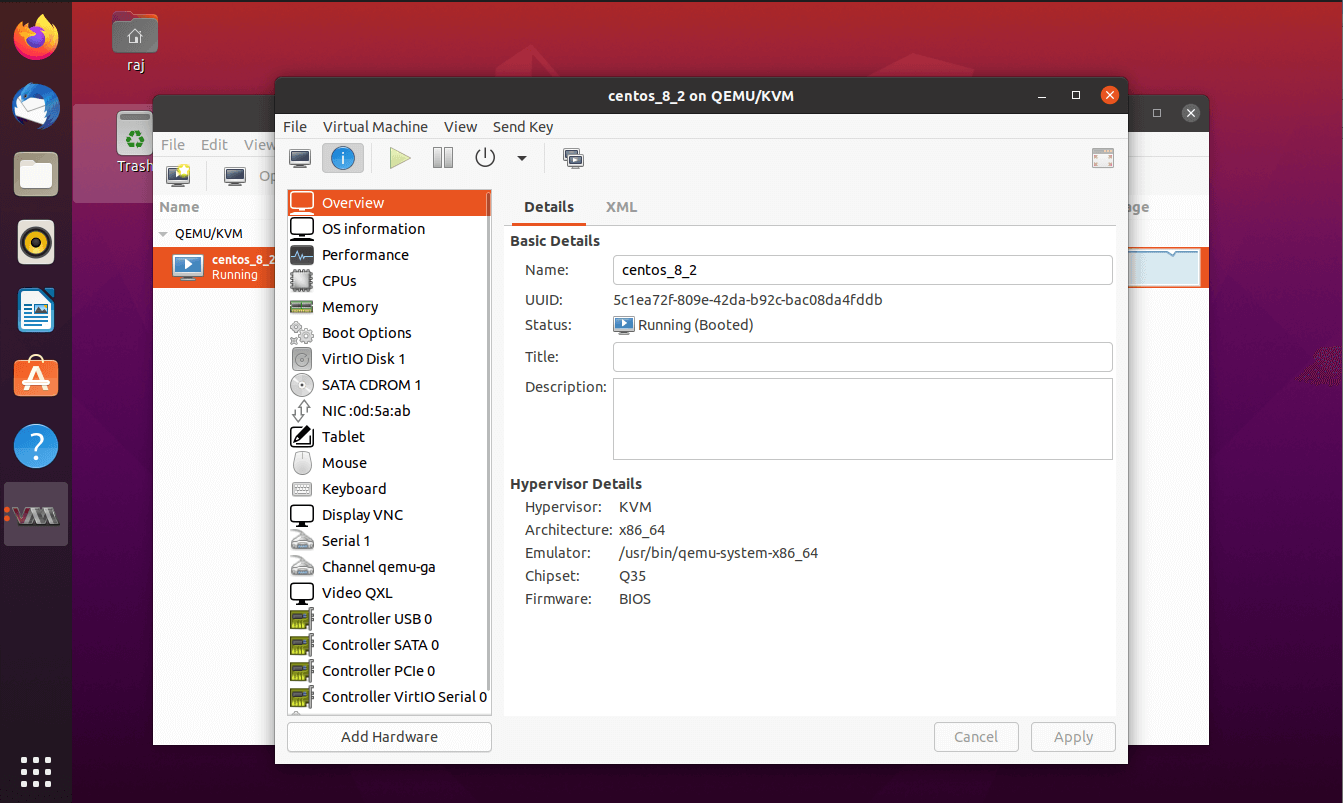 raj
Trash
File Edit View
Op
Name
age
QEMU/KVM
centos_8_2
Running
centos_8_2 on QEMU/KVM
File Virtual Machine View Send Key
Overview
OS information
Performance
CPUs
Memory
Boot Options
VirtIO Disk 1
SATA CDROM 1
NIC :0d:5a:ab
Tablet
Mouse
Keyboard
Display VNC
Serial 1
Channel qemu-ga
Video QXL
Controller USB 0
Controller SATA 0
Controller PCIe 0
Controller VirtIO Serial 0
Add Hardware
Details XML
Basic Details
Name: centos_8_2
UUID: 5c1ea72f-809e-42da-b92c-bac08da4fddb
Status: Running (Booted)
Title:
Description:
Hypervisor Details
Hypervisor: KVM
Architecture: x86_64
Emulator: /usr/bin/qemu-system-x86_64
Chipset: Q35
Firmware: BIOS
Cancel Apply